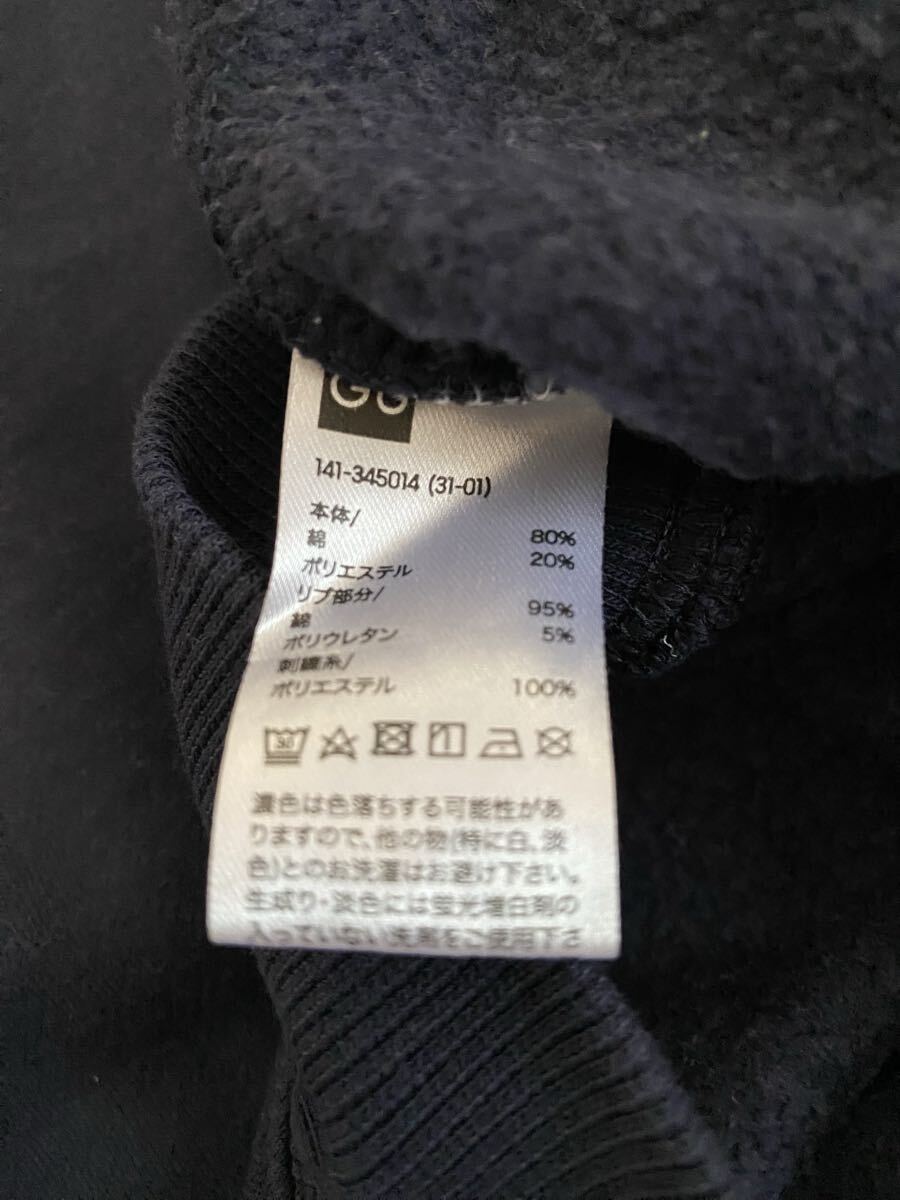 GU
141-345014 (31-01)
本体/
綿 80%
ポリエステル 20%
リブ部分/
綿 95%
ポリウレタン 5%
刺繍糸/
ポリエステル 100%
30
濃色は色落ちする可能性があ
りますので、他の物(特に白、淡
色)とのお洗濯はお避け下さい。
生成り・淡色には蛍光増白剤の
入っていない洗剤をご使用下さ